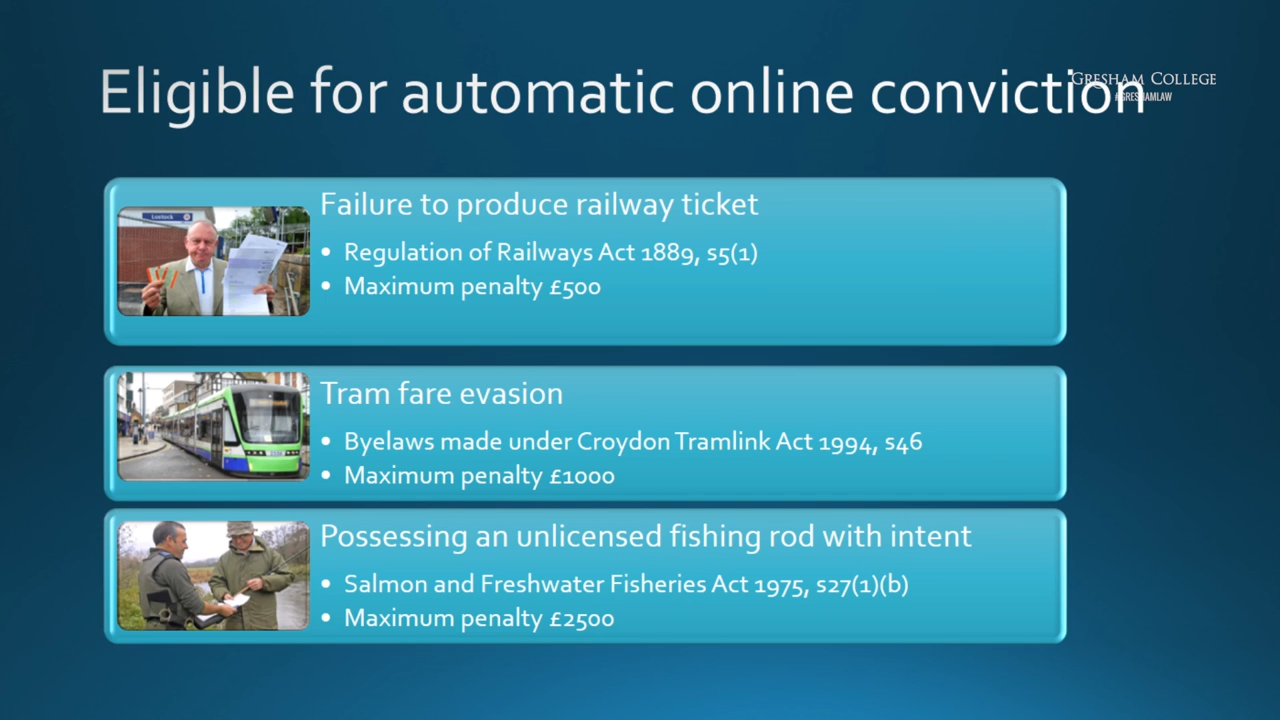 Eligible for automatic online conviction
GRESHAM COLLEGE
#GRESHAMLAW
Failure to produce railway ticket
• Regulation of Railways Act 1889, s5(1)
• Maximum penalty £500
Lostock
Tram fare evasion
• Byelaws made under Croydon Tramlink Act 1994, s46
• Maximum penalty £1000
Possessing an unlicensed fishing rod with intent
• Salmon and Freshwater Fisheries Act 1975, s27(1)(b)
• Maximum penalty £2500